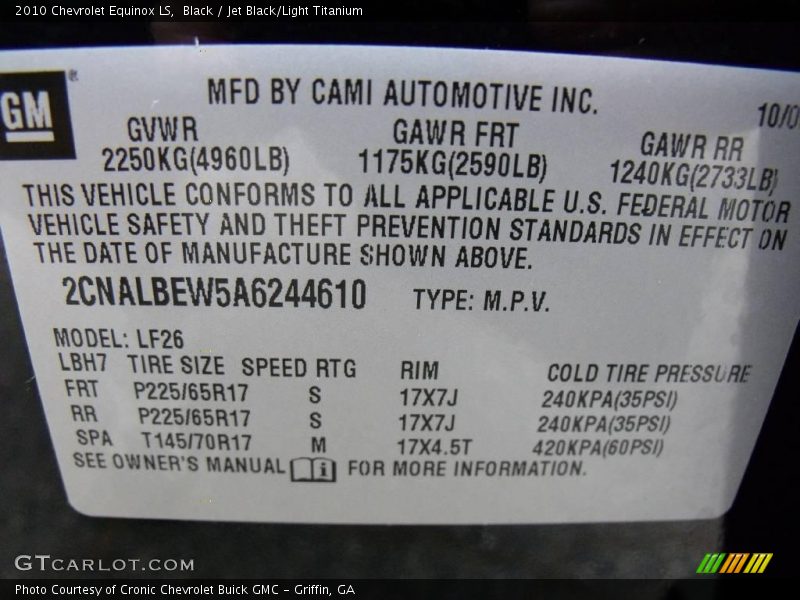 2010 Chevrolet Equinox LS, Black / Jet Black/Light Titanium
GM®
MFD BY CAMI AUTOMOTIVE INC.
10/0
GVWR GAWR FRT GAWR RR
2250KG(4960LB) 1175KG(2590LB) 1240KG(2733LB)
THIS VEHICLE CONFORMS TO ALL APPLICABLE U.S. FEDERAL MOTOR
VEHICLE SAFETY AND THEFT PREVENTION STANDARDS IN EFFECT ON
THE DATE OF MANUFACTURE SHOWN ABOVE.
2CNALBEW5A6244610 TYPE: M.P.V.
MODEL: LF26
LBH7 TIRE SIZE SPEED RTG RIM COLD TIRE PRESSURE
FRT P225/65R17 S 17X7J 240KPA(35PSI)
RR P225/65R17 S 17X7J 240KPA(35PSI)
SPA T145/70R17 M 17X4.5T 420KPA(60PSI)
SEE OWNER'S MANUAL i FOR MORE INFORMATION.
GTCARLOT.COM
Photo Courtesy of Cronic Chevrolet Buick GMC - Griffin, GA